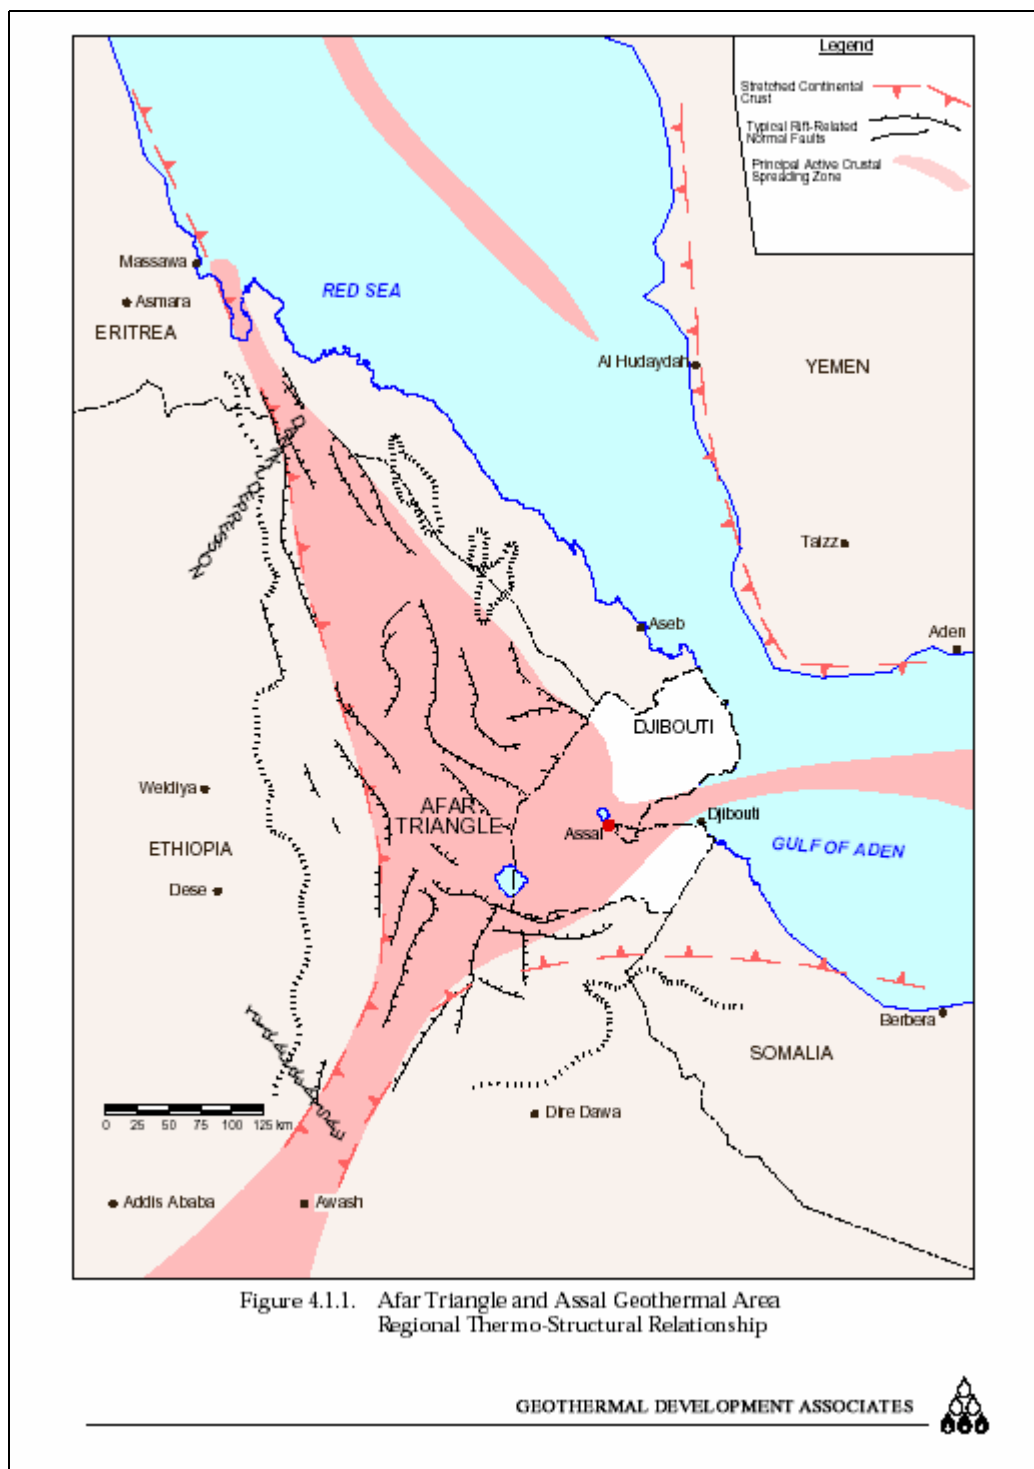 Legend
Stretched Continental
Crust
Typical Rift-Related
Normal Faults
Principal Active Crustal
Spreading Zone
Massawa
Asmara
ERITREA
RED SEA
Al Hudaydah
YEMEN
DANAKIL DEPRESSION
Taizz
Aseb
Aden
DJIBOUTI
Weldiya
AFAR
TRIANGLE
Assal
Djibouti
ETHIOPIA
GULF OF ADEN
Dese
Berbera
SOMALIA
Dire Dawa
0 25 50 75 100 125 km
Addis Ababa
Awash
Figure 4.1.1. Afar Triangle and Assal Geothermal Area
Regional Thermo-Structural Relationship
GEOTHERMAL DEVELOPMENT ASSOCIATES